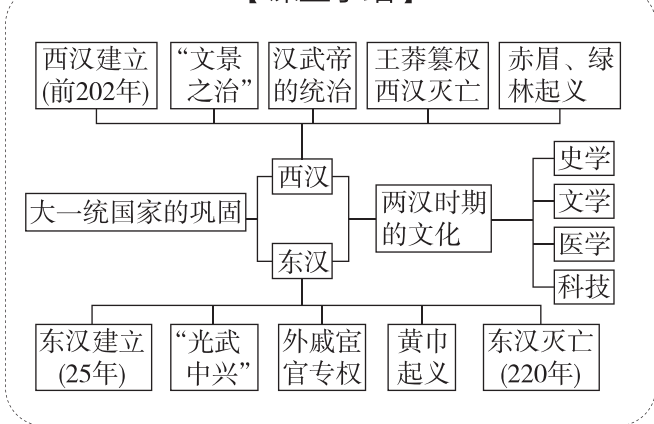 西汉建立
(前202年)
“文景
之治”
汉武帝
的统治
王莽篡权
西汉灭亡
赤眉、绿
林起义
西汉
大一统国家的巩固
东汉
两汉时期
的文化
史学
文学
医学
科技
东汉建立
(25年)
“光武
中兴”
外戚宦
官专权
黄巾
起义
东汉灭亡
(220年)